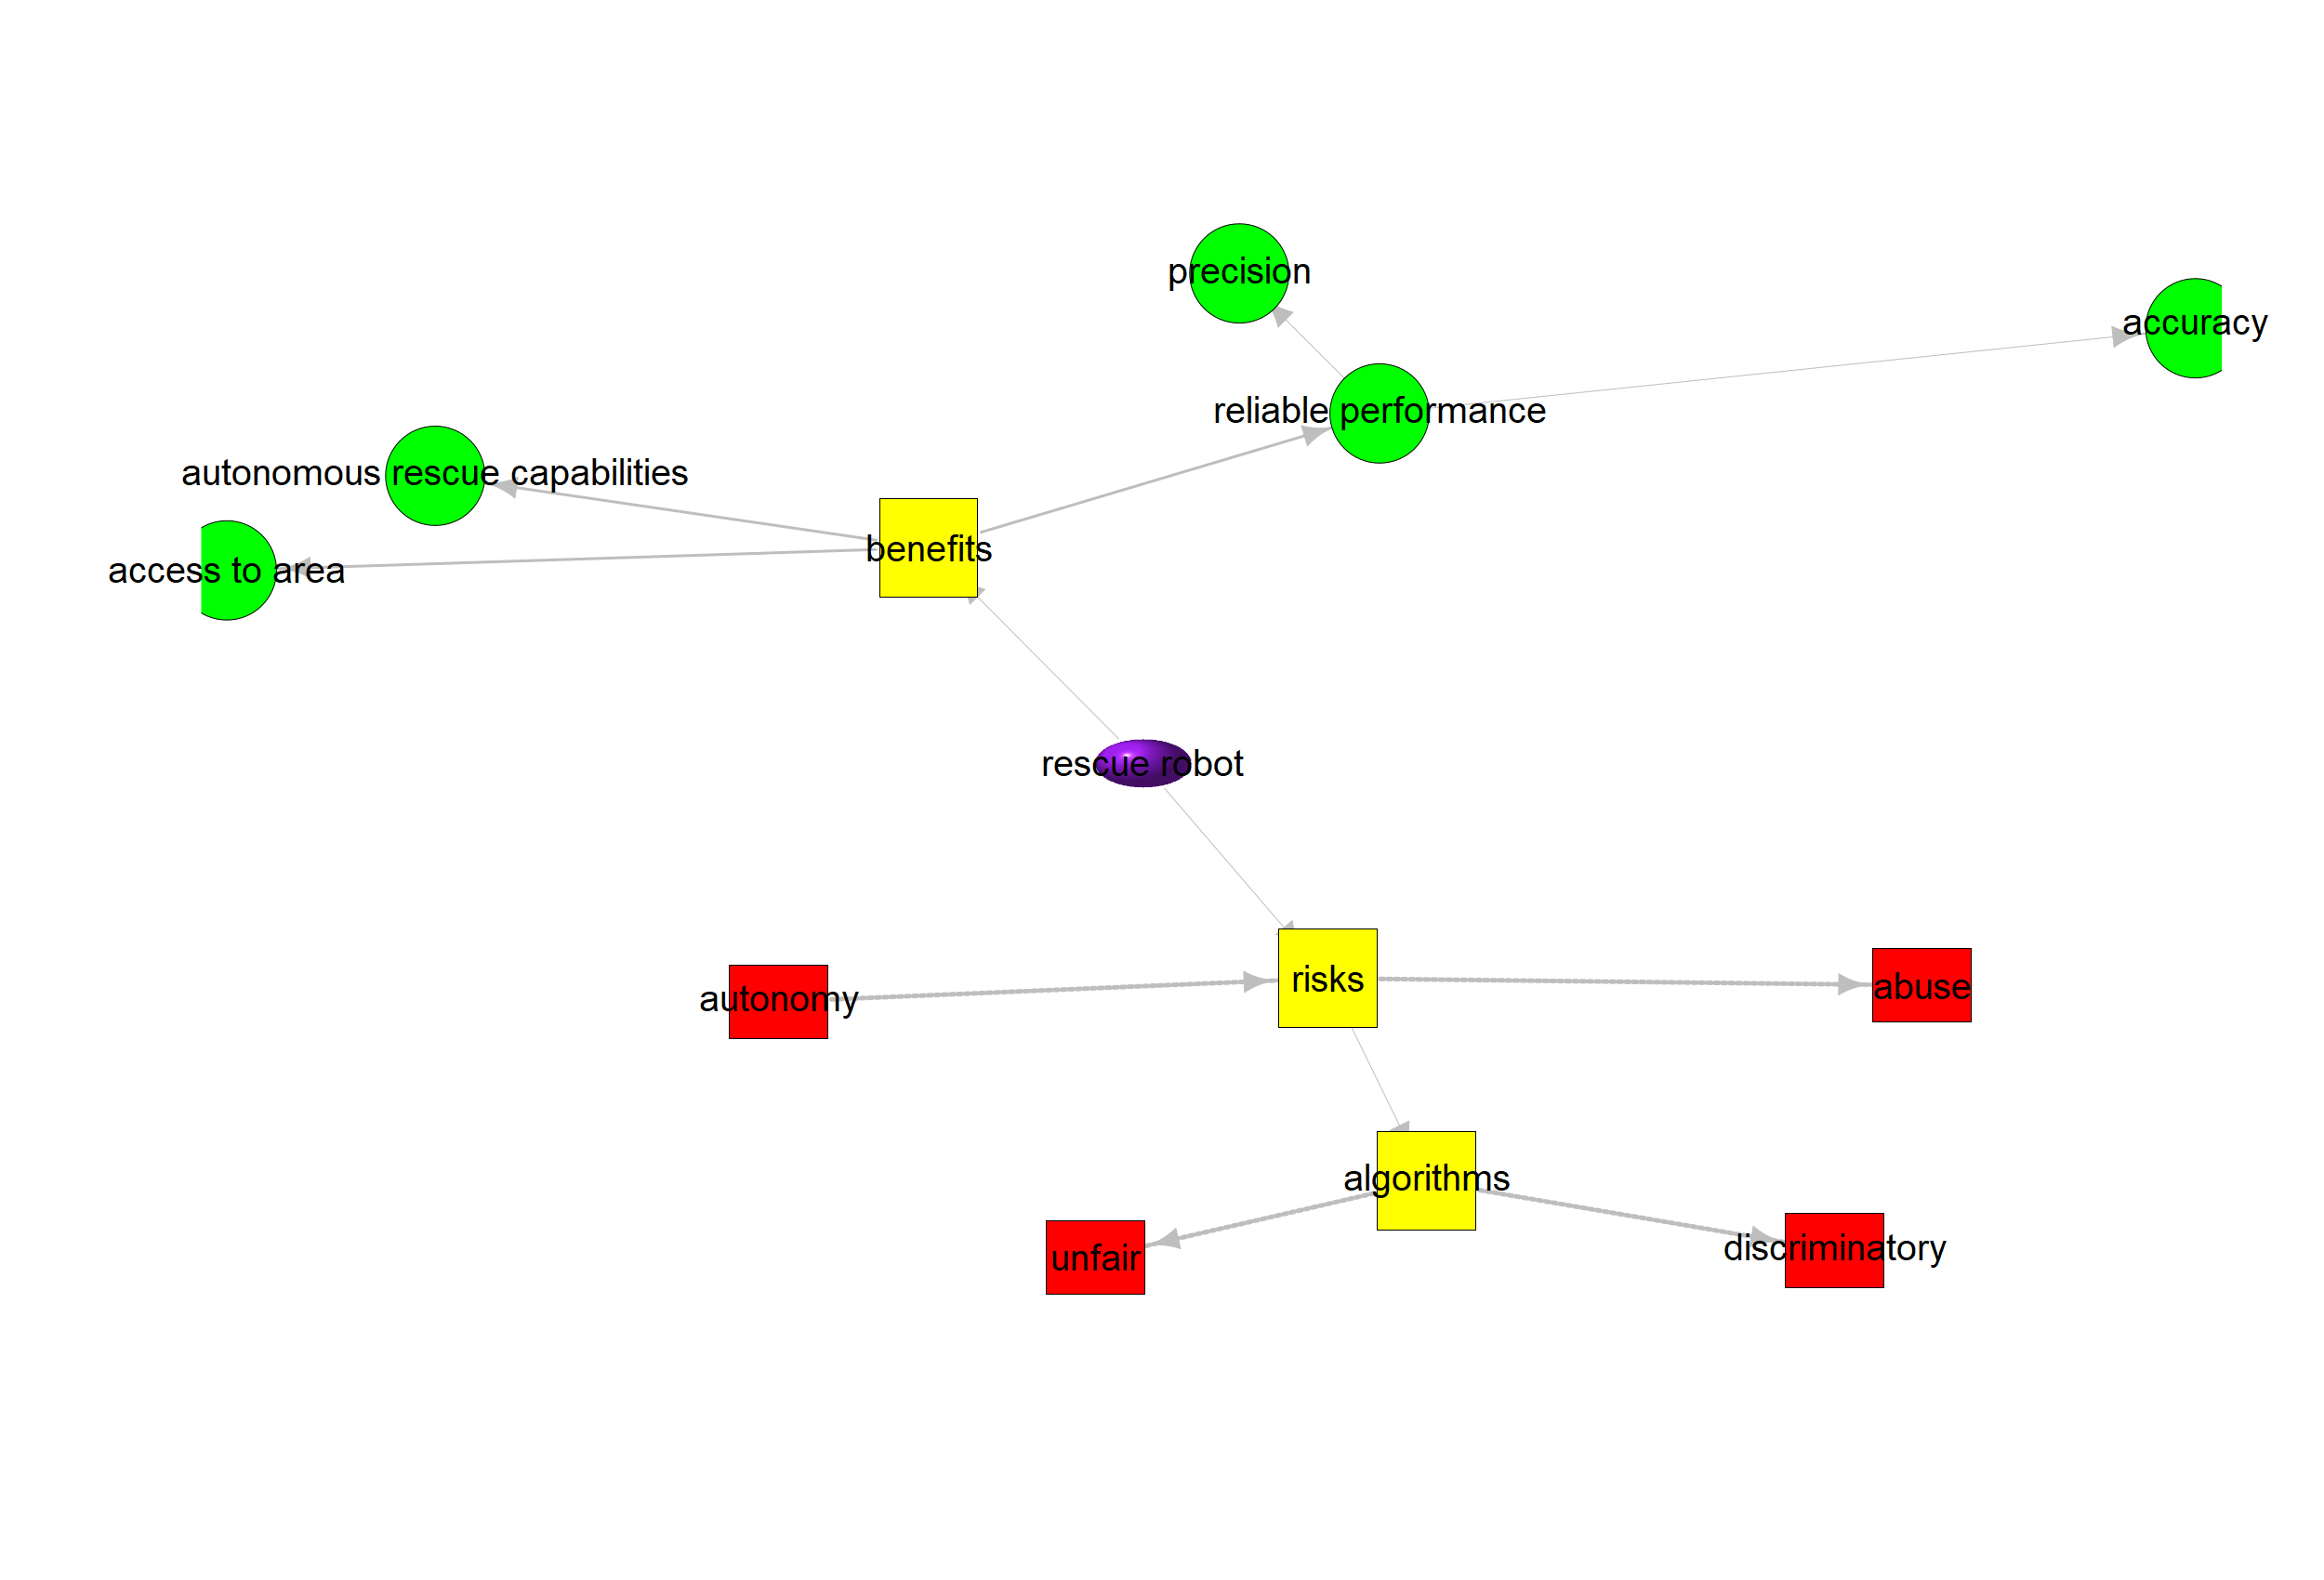 precision
accuracy
reliable performance
autonomous rescue capabilities
benefits
access to area
rescue robot
risks
abuse
autonomy
algorithms
discriminatory
unfair